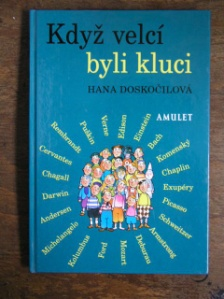 Když velcí
byli kluci
HANA DOSKOČILOVÁ
AMULET
Rembrandt
Puškin
Verne
Edison
Einstein
Bach
Cervantes
Komenský
Chagall
Chaplin
Darwin
Exupéry
Andersen
Picasso
Michelangelo
Schweitzer
Kolumbus
Ford
Mozart
Deburau
Armstrong